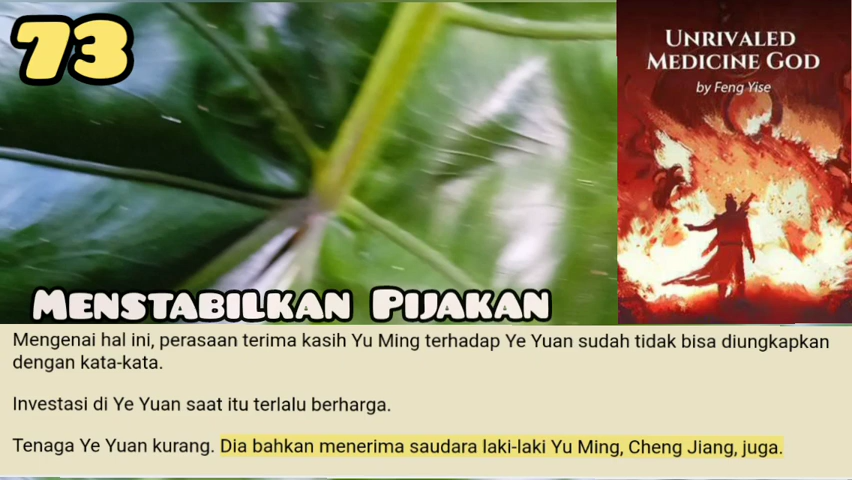 73
UNRIVALED
MEDICINE GOD
by Feng Yise
MENSTABILKAN PIJAKAN
Mengenai hal ini, perasaan terima kasih Yu Ming terhadap Ye Yuan sudah tidak bisa diungkapkan
dengan kata-kata.
Investasi di Ye Yuan saat itu terlalu berharga.
Tenaga Ye Yuan kurang. Dia bahkan menerima saudara laki-laki Yu Ming, Cheng Jiang, juga.